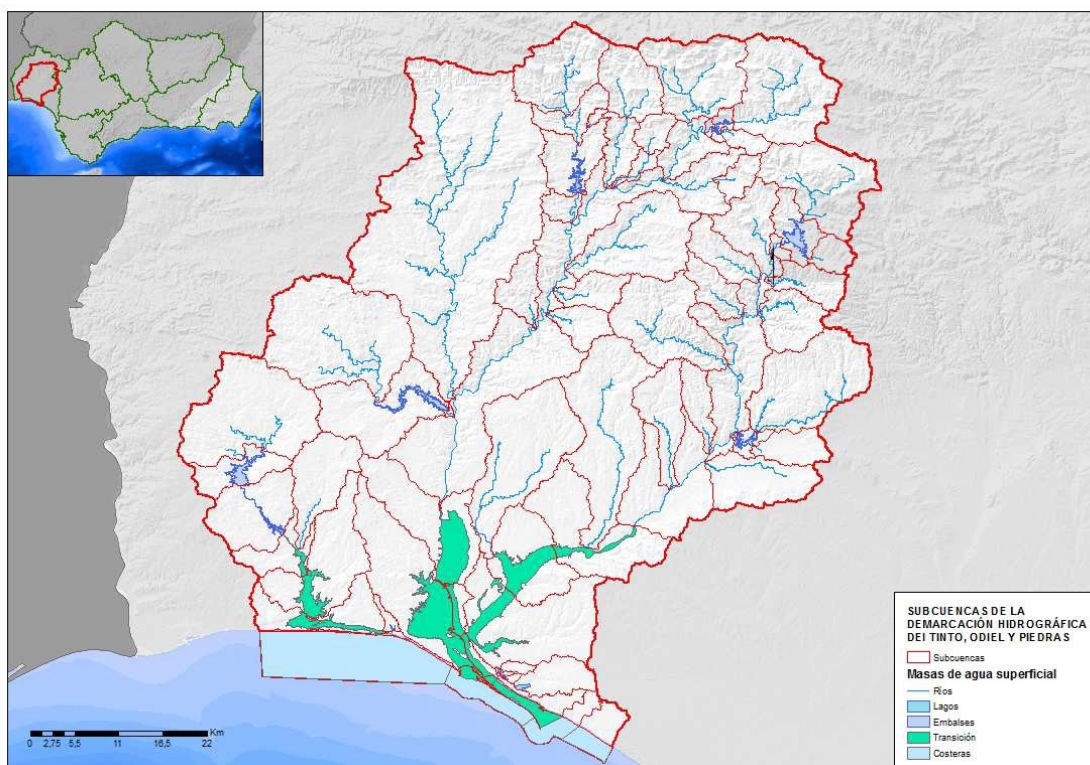 SUBCUENCAS DE LA
DEMARCACIÓN HIDROGRÁFICA
DEl TINTO, ODIEL Y PIEDRAS
Subcuencas
Masas de agua superficial
Ríos
Lagos
Embalses
Transición
Costeras
Km
0 2,75 5,5 11 16,5 22